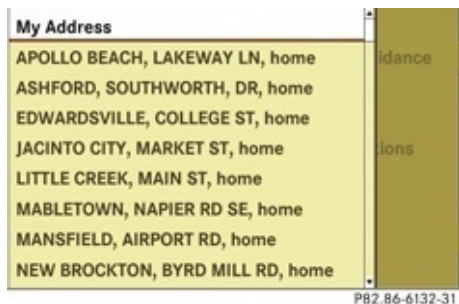 My Address
APOLLO BEACH, LAKEWAY LN, home
idance
ASHFORD, SOUTHWORTH, DR, home
EDWARDSVILLE, COLLEGE ST, home
JACINTO CITY, MARKET ST, home
tions
LITTLE CREEK, MAIN ST, home
MABLETOWN, NAPIER RD SE, home
MANSFIELD, AIRPORT RD, home
NEW BROCKTON, BYRD MILL RD, home
P82.86-6132-31